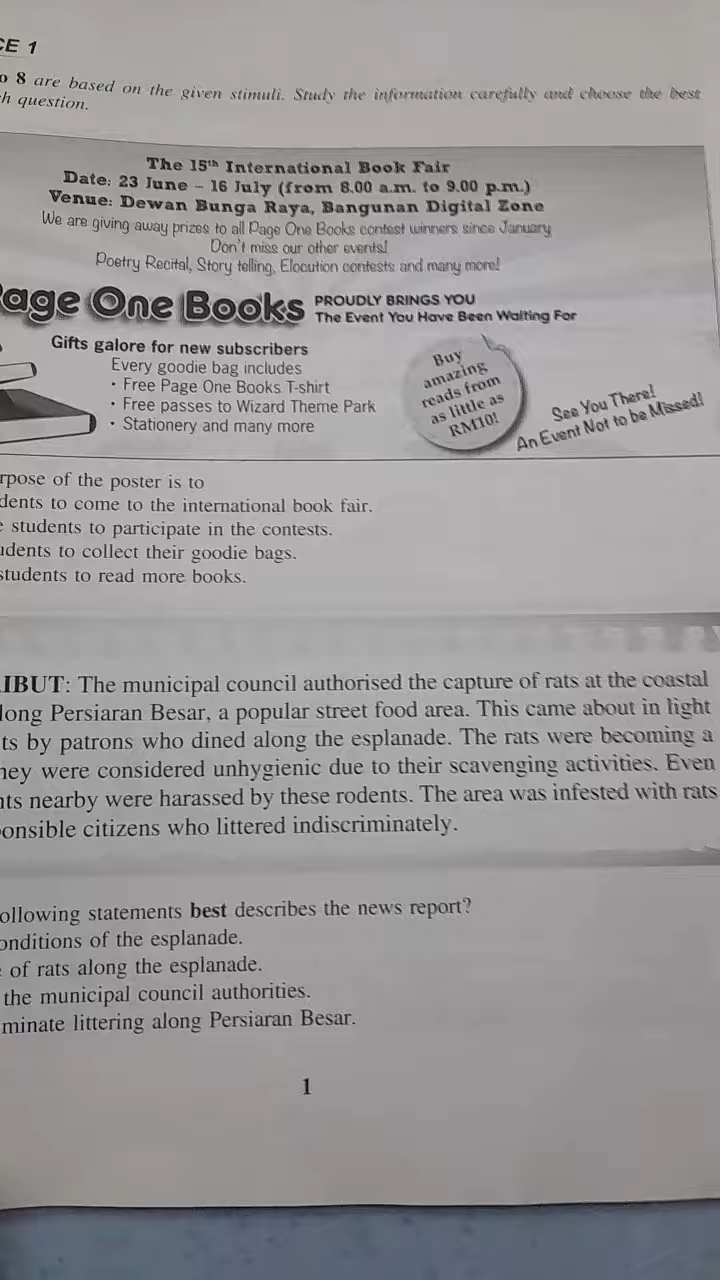 CE 1
o 8 are based on the given stimuli. Study the information carefully and choose the best
h question.
The 15th International Book Fair
Date: 23 June – 16 July (from 8.00 a.m. to 9.00 p.m.)
Venue: Dewan Bunga Raya, Bangunan Digital Zone
We are giving away prizes to all Page One Books contest winners since January
Don't miss our other events!
Poetry Recital, Story telling, Elocution contests and many more!
Page One Books PROUDLY BRINGS YOU
The Event You Have Been Waiting For
Gifts galore for new subscribers
Every goodie bag includes
• Free Page One Books T-shirt
• Free passes to Wizard Theme Park
• Stationery and many more
Buy
amazing
reads from
as little as
RM10!
See You There!
An Event Not to be Missed!
rpose of the poster is to
dents to come to the international book fair.
e students to participate in the contests.
udents to collect their goodie bags.
students to read more books.
IBUT: The municipal council authorised the capture of rats at the coastal
long Persiaran Besar, a popular street food area. This came about in light
ts by patrons who dined along the esplanade. The rats were becoming a
hey were considered unhygienic due to their scavenging activities. Even
nts nearby were harassed by these rodents. The area was infested with rats
onsible citizens who littered indiscriminately.
ollowing statements best describes the news report?
onditions of the esplanade.
of rats along the esplanade.
the municipal council authorities.
minate littering along Persiaran Besar.
1